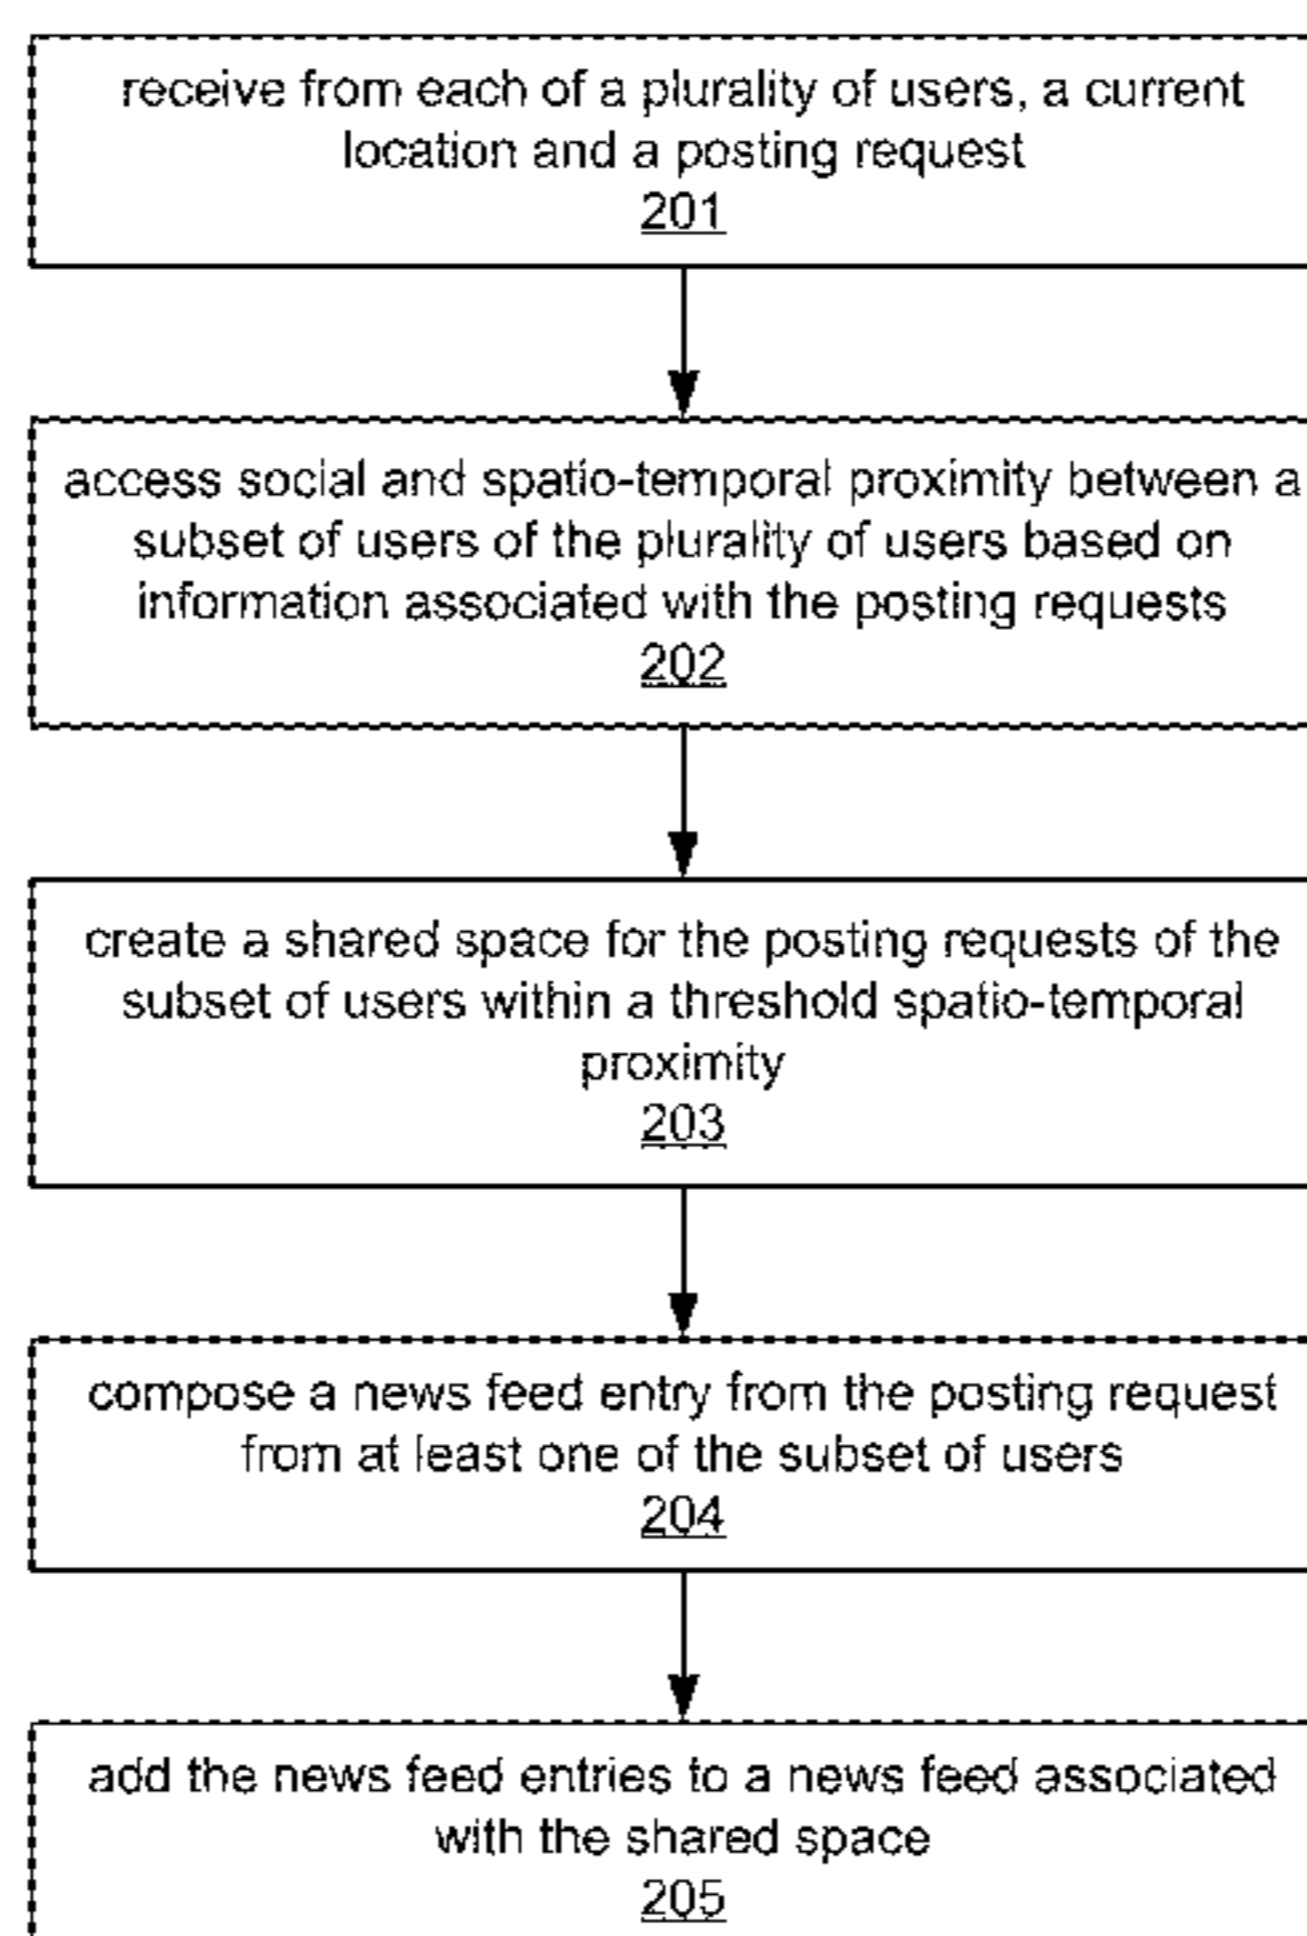 receive from each of a plurality of users, a current
location and a posting request
201
access social and spatio-temporal proximity between a
subset of users of the plurality of users based on
information associated with the posting requests
202
create a shared space for the posting requests of the
subset of users within a threshold spatio-temporal
proximity
203
compose a news feed entry from the posting request
from at least one of the subset of users
204
add the news feed entries to a news feed associated
with the shared space
205